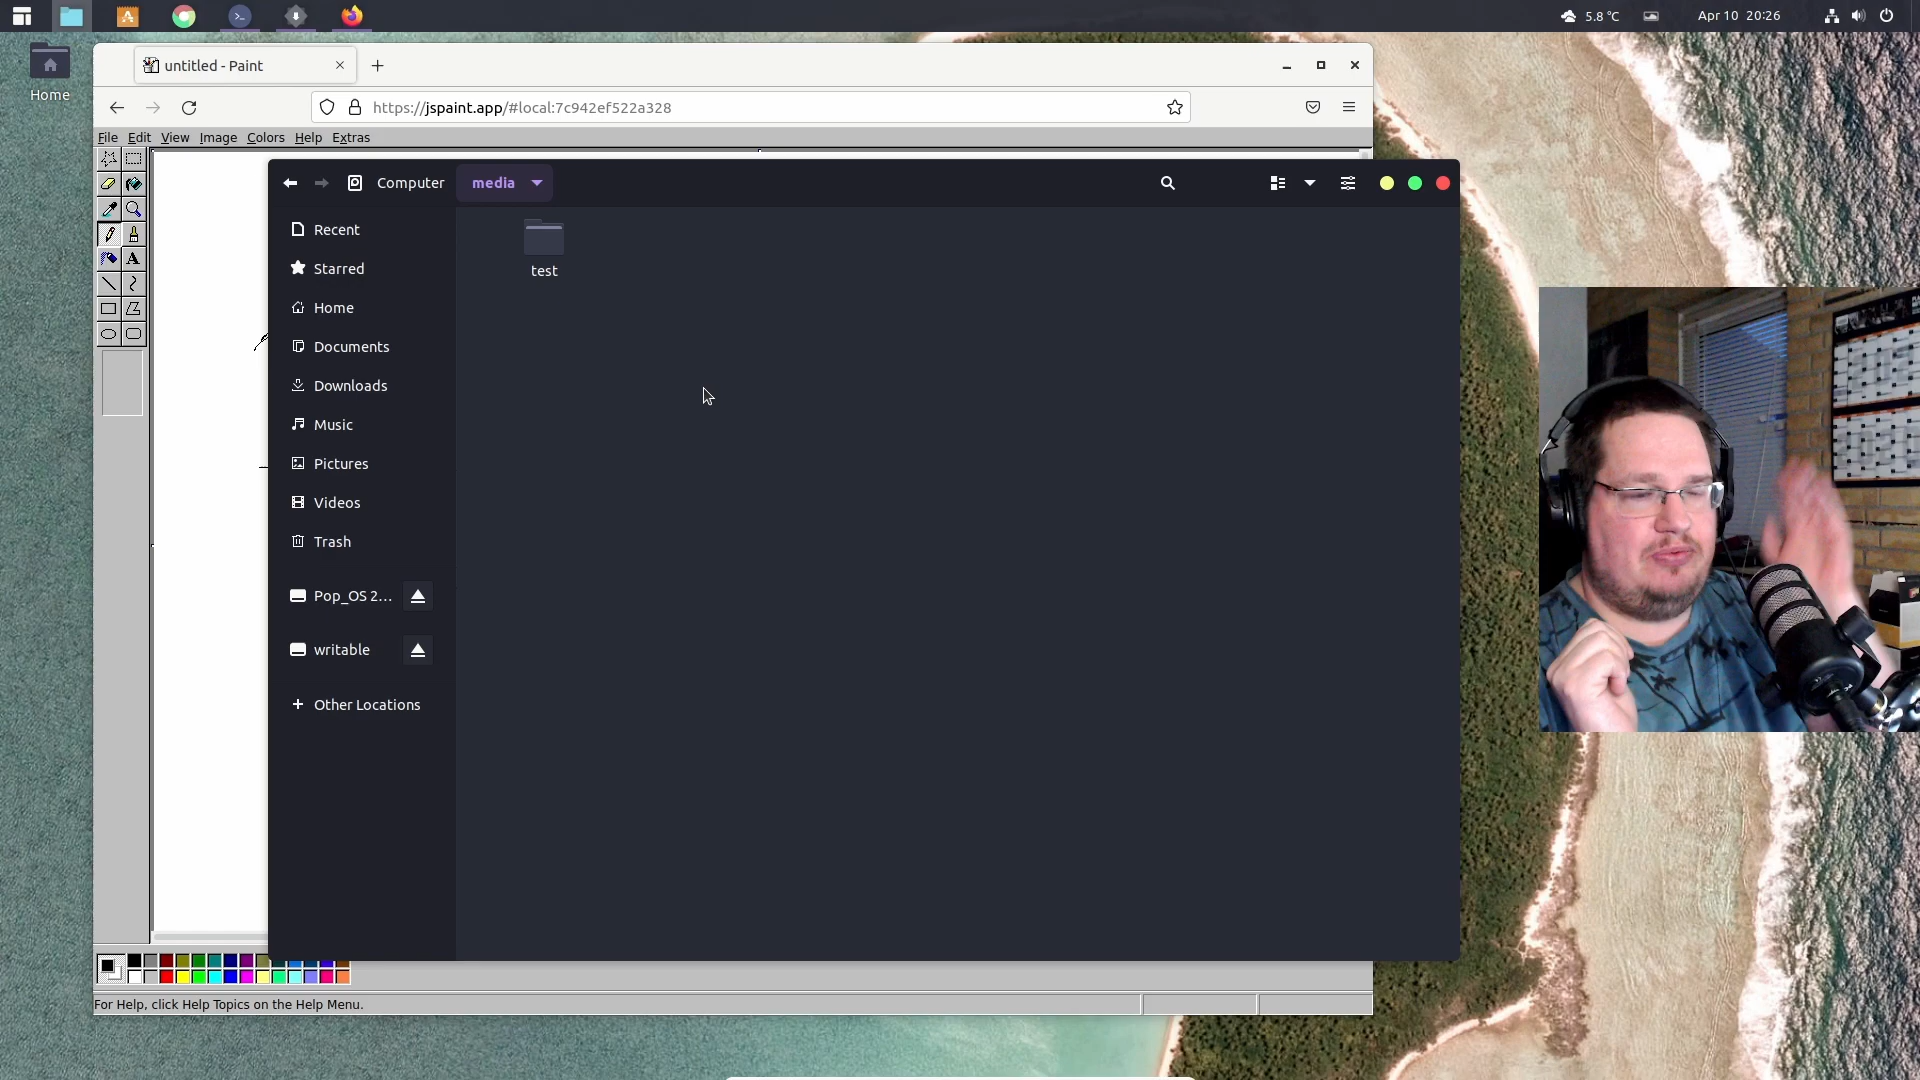 5.8 °C
Apr 10 20:26
Home
untitled - Paint
https://jspaint.app/#local:7c942ef522a328
File Edit View Image Colors Help Extras
Computer
media
Recent
Starred
Home
Documents
Downloads
Music
Pictures
Videos
Trash
Pop_OS 2...
writable
Other Locations
test
For Help, click Help Topics on the Help Menu.